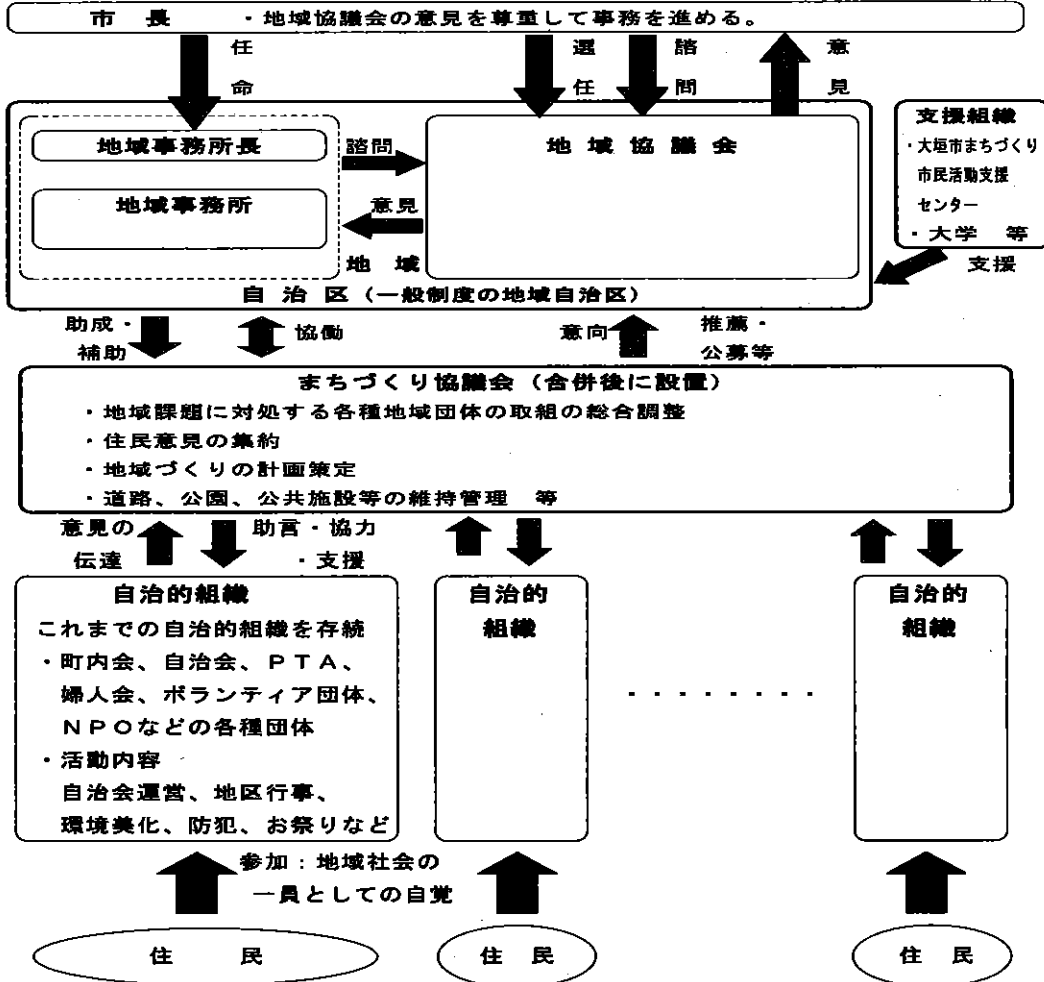 市　長　・地域協議会の意見を尊重して事務を進める。
任命
選任
諮問
意見
地域事務所長
諮問
地域協議会
地域事務所
意見
地域
自治区（一般制度の地域自治区）
支援組織
・大垣市まちづくり
市民活動支援
センター
・大学　等
支援
助成・
補助
協働
意向
推薦・
公募等
まちづくり協議会（合併後に設置）
・地域課題に対処する各種地域団体の取組の総合調整
・住民意見の集約
・地域づくりの計画策定
・道路、公園、公共施設等の維持管理　等
意見の
伝達
助言・協力
・支援
自治的組織
これまでの自治的組織を存続
・町内会、自治会、ＰＴＡ、
婦人会、ボランティア団体、
ＮＰＯなどの各種団体
・活動内容
自治会運営、地区行事、
環境美化、防犯、お祭りなど
自治的
組織
・・・・・・・・
自治的
組織
参加：地域社会の
一員としての自覚
住　民
住　民
住　民